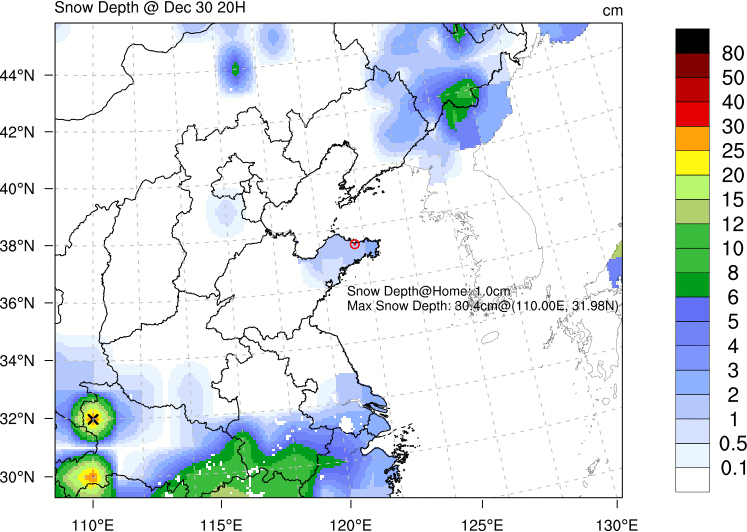 Snow Depth @ Dec 30 20H
cm
44°N
42°N
40°N
38°N
36°N
34°N
32°N
30°N
Snow Depth@Home: 1.0cm
Max Snow Depth: 30.4cm@(110.00E, 31.98N)
110°E
115°E
120°E
125°E
130°E
80
50
40
30
25
20
15
12
10
8
6
5
4
3
2
1
0.5
0.1